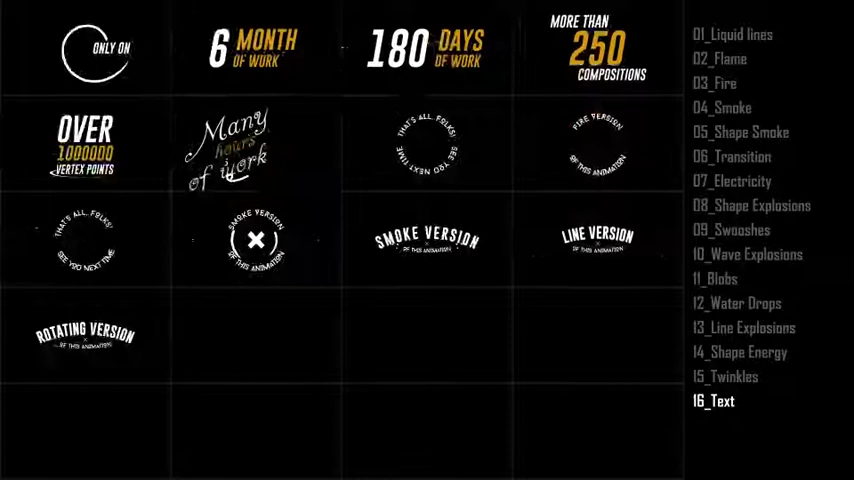 ONLY ON
6 MONTH
OF WORK
180 DAYS
OF WORK
MORE THAN
250
COMPOSITIONS
OVER
1000000
VERTEX POINTS
Many
hours
of work
THAT'S ALL, FOLKS!
SEE YOU NEXT TIME
FIRE VERSION
OF THIS ANIMATION
THAT'S ALL, FOLKS!
SEE YOU NEXT TIME
SMOKE VERSION
OF THIS ANIMATION
SMOKE VERSION
OF THIS ANIMATION
LINE VERSION
OF THIS ANIMATION
ROTATING VERSION
OF THIS ANIMATION
01_Liquid lines
02_Flame
03_Fire
04_Smoke
05_Shape Smoke
06_Transition
07_Electricity
08_Shape Explosions
09_Swooshes
10_Wave Explosions
11_Blobs
12_Water Drops
13_Line Explosions
14_Shape Energy
15_Twinkles
16_Text